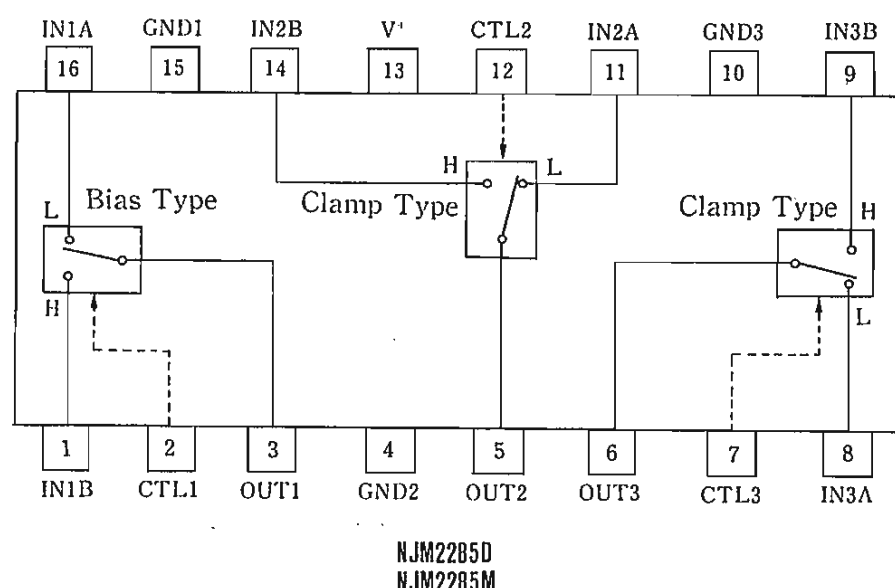 IN1A GND1 IN2B V+ CTL2 IN2A GND3 IN3B
16 15 14 13 12 11 10 9
H L
L Bias Type Clamp Type Clamp Type H
H L
1 2 3 4 5 6 7 8
IN1B CTL1 OUT1 GND2 OUT2 OUT3 CTL3 IN3A
NJM2285D
NJM2285M